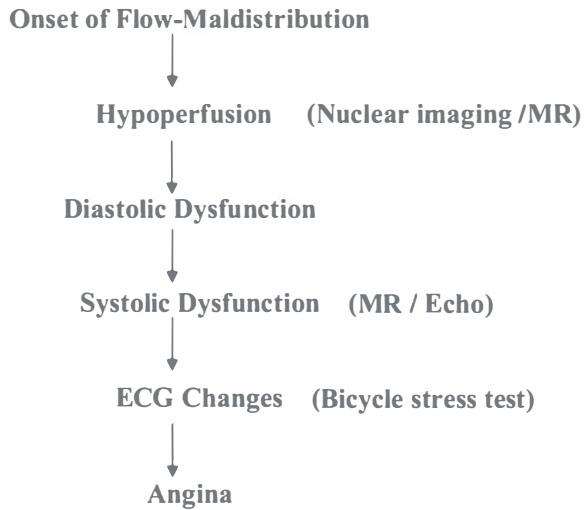 Onset of Flow-Maldistribution
Hypoperfusion (Nuclear imaging /MR)
Diastolic Dysfunction
Systolic Dysfunction (MR / Echo)
ECG Changes (Bicycle stress test)
Angina